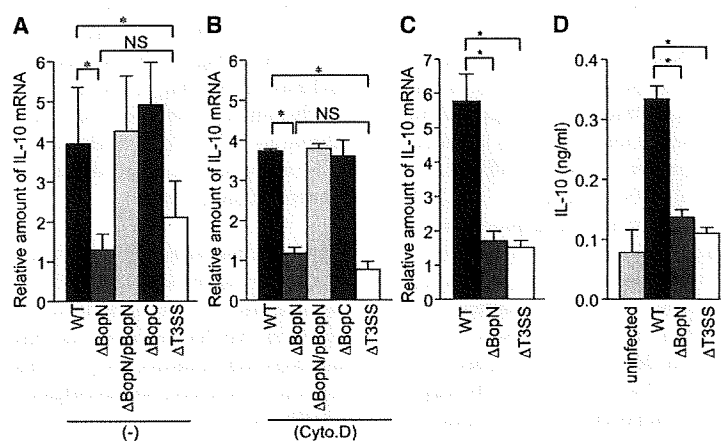 A
Relative amount of IL-10 mRNA
6
5
4
3
2
1
0
*
NS
*
WT
ΔBopN
ΔBopN/pBopN
ΔBopC
ΔT3SS
(-)
B
Relative amount of IL-10 mRNA
6
5
4
3
2
1
0
*
*
NS
WT
ΔBopN
ΔBopN/pBopN
ΔBopC
ΔT3SS
(Cyto.D)
C
Relative amount of IL-10 mRNA
7
6
5
4
3
2
1
0
*
*
WT
ΔBopN
ΔT3SS
D
IL-10 (ng/ml)
0.4
0.3
0.2
0.1
0.0
*
*
uninfected
WT
ΔBopN
ΔT3SS